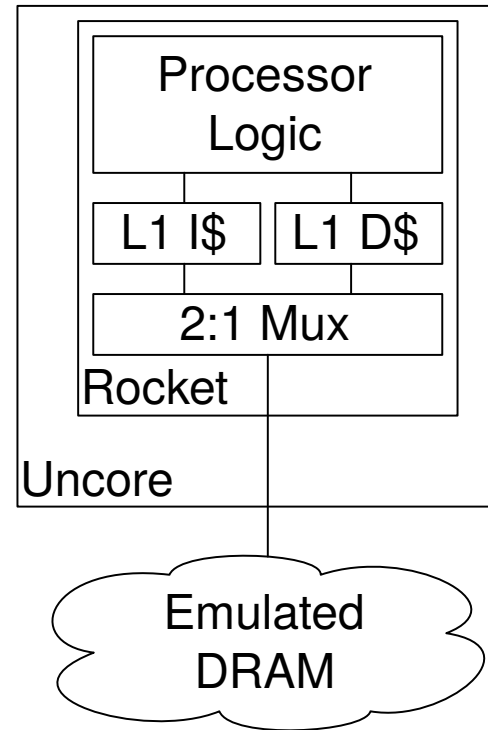 Processor
Logic
L1 I$
L1 D$
2:1 Mux
Rocket
Uncore
Emulated
DRAM